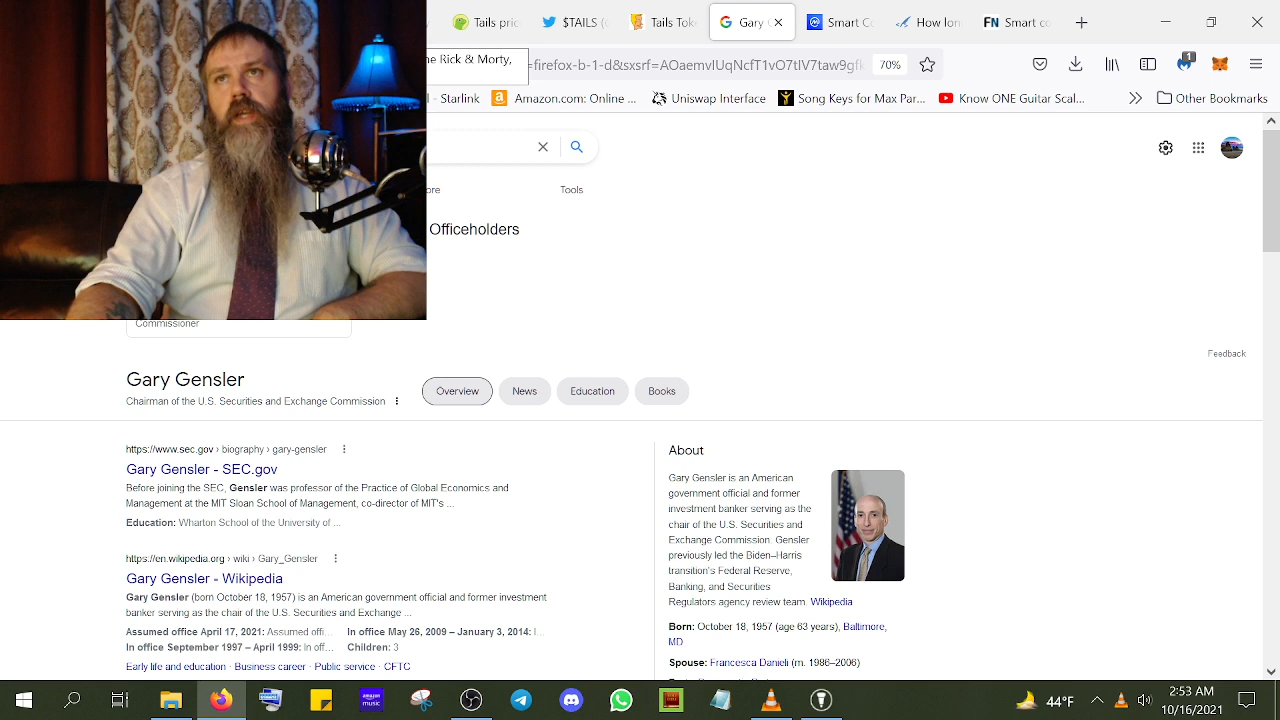 Tails (
$TAILS (
Tails Tok
Gary
How Ion
FN Smart co
ne Rick & Morty,
70%
1
l - Starlink
Amazon.com: Online ...
Uniswap Interface
Song Keys for Max Par...
Know ONE Guitar Scal...
Other Bookmarks
ore
Tools
Officeholders
Commissioner
Feedback
Gary Gensler
Chairman of the U.S. Securities and Exchange Commission
Overview
News
Education
Books
https://www.sec.gov › biography › gary-gensler
Gary Gensler - SEC.gov
Before joining the SEC, Gensler was professor of the Practice of Global Economics and
Management at the MIT Sloan School of Management, co-director of MIT's ...
Education: Wharton School of the University of ...
https://en.wikipedia.org › wiki › Gary_Gensler
Gary Gensler - Wikipedia
Gary Gensler (born October 18, 1957) is an American government official and former investment
banker serving as the chair of the U.S. Securities and Exchange ...
Assumed office April 17, 2021: Assumed offi... In office May 26, 2009 – January 3, 2014: I...
In office September 1997 – April 1999: In off... Children: 3
Early life and education · Business career · Public service · CFTC
About
Gary Gensler is an American
government official and former
investment banker serving as the
chair of the U.S. Securities and
Exchange Commission. Gensler
previously led the Biden–Harris
transition's Federal Reserve,
Banking, and Securities
Regulators agency review team. Wikipedia
Born: October 18, 1957 (age 63 years), Baltimore,
MD
Spouse: Francesca Danieli (m. 1986–2006)
amazon music
44°F
10/16/2021